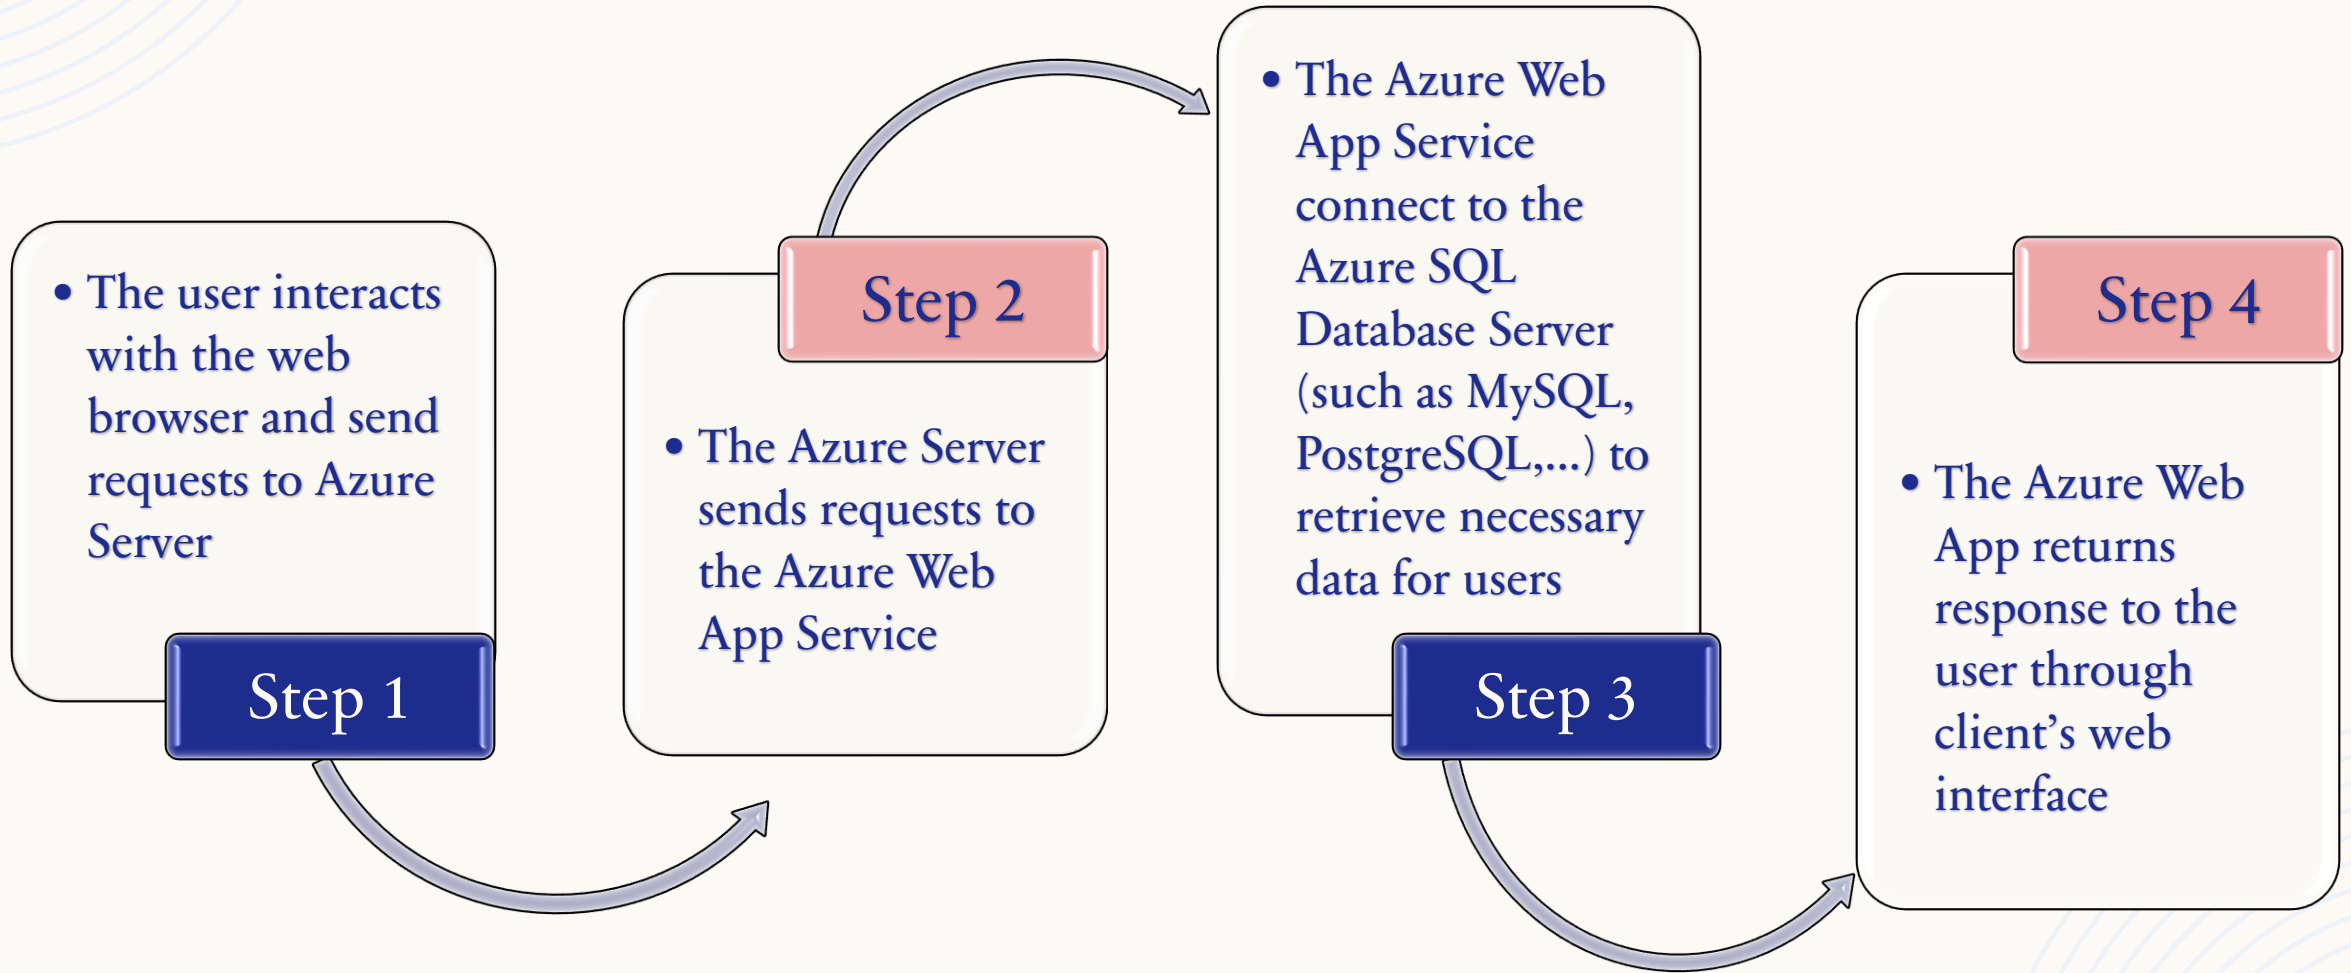 • The user interacts
with the web
browser and send
requests to Azure
Server
Step 1
Step 2
• The Azure Server
sends requests to
the Azure Web
App Service
• The Azure Web
App Service
connect to the
Azure SQL
Database Server
(such as MySQL,
PostgreSQL,...) to
retrieve necessary
data for users
Step 3
Step 4
• The Azure Web
App returns
response to the
user through
client’s web
interface